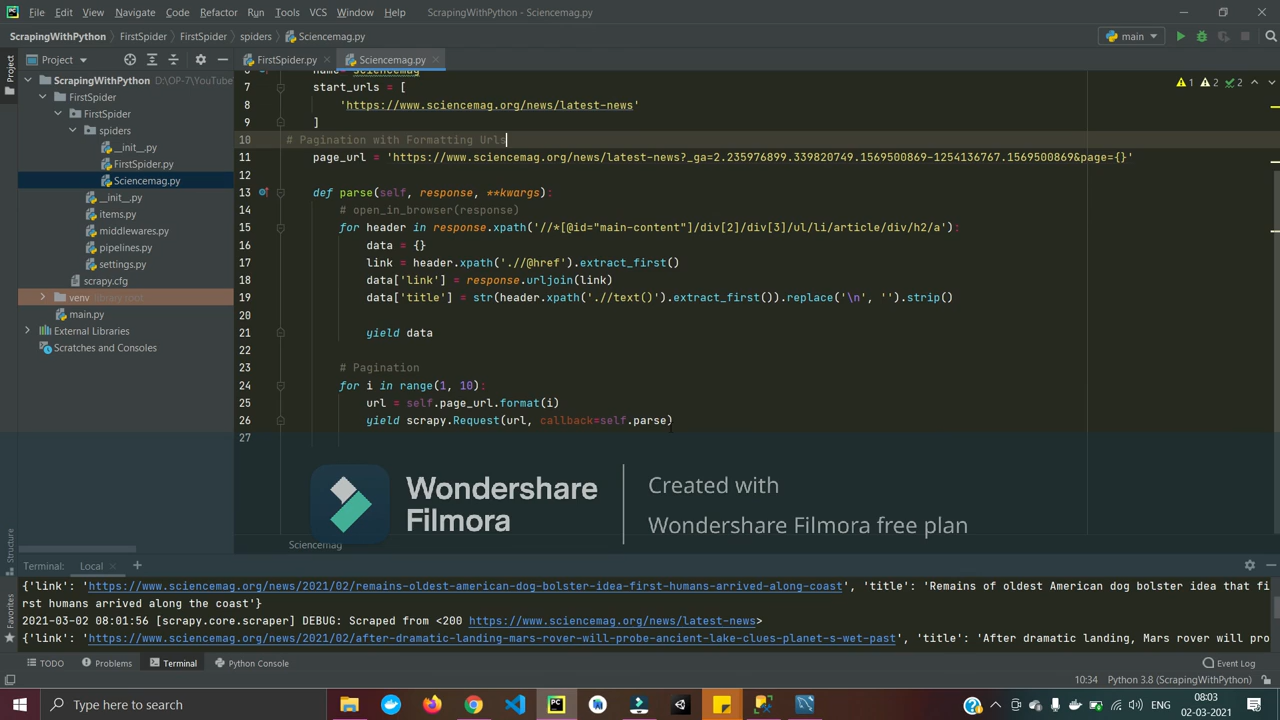 File Edit View Navigate Code Refactor Run Tools VCS Window Help ScrapingWithPython - Sciencemag.py
ScrapingWithPython FirstSpider FirstSpider spiders Sciencemag.py main
Project FirstSpider.py Sciencemag.py
Project
ScrapingWithPython D:\OP-7\YouTube
FirstSpider
FirstSpider
spiders
__init__.py
FirstSpider.py
Sciencemag.py
__init__.py
items.py
middlewares.py
pipelines.py
settings.py
scrapy.cfg
venv library root
main.py
External Libraries
Scratches and Consoles
1 2 2
7 start_urls = [
8 'https://www.sciencemag.org/news/latest-news'
9 ]
10 # Pagination with Formatting Urls
11 page_url = 'https://www.sciencemag.org/news/latest-news?_ga=2.235976899.339820749.1569500869-1254136767.1569500869&page={}'
12
13 def parse(self, response, **kwargs):
14 # open_in_browser(response)
15 for header in response.xpath('//*[@id="main-content"]/div[2]/div[3]/ul/li/article/div/h2/a'):
16 data = {}
17 link = header.xpath('.//@href').extract_first()
18 data['link'] = response.urljoin(link)
19 data['title'] = str(header.xpath('.//text()').extract_first()).replace('\n', '').strip()
20
21 yield data
22
23 # Pagination
24 for i in range(1, 10):
25 url = self.page_url.format(i)
26 yield scrapy.Request(url, callback=self.parse)
27
Wondershare
Filmora
Created with
Wondershare Filmora free plan
Sciencemag
Structure
Favorites
Terminal: Local
{'link': 'https://www.sciencemag.org/news/2021/02/remains-oldest-american-dog-bolster-idea-first-humans-arrived-along-coast', 'title': 'Remains of oldest American dog bolster idea that fi
rst humans arrived along the coast'}
2021-03-02 08:01:56 [scrapy.core.scraper] DEBUG: Scraped from <200 https://www.sciencemag.org/news/latest-news>
{'link': 'https://www.sciencemag.org/news/2021/02/after-dramatic-landing-mars-rover-will-probe-ancient-lake-clues-planet-s-wet-past', 'title': 'After dramatic landing, Mars rover will pro
TODO Problems Terminal Python Console Event Log
10:34 Python 3.8 (ScrapingWithPython)
Type here to search
ENG
08:03
02-03-2021